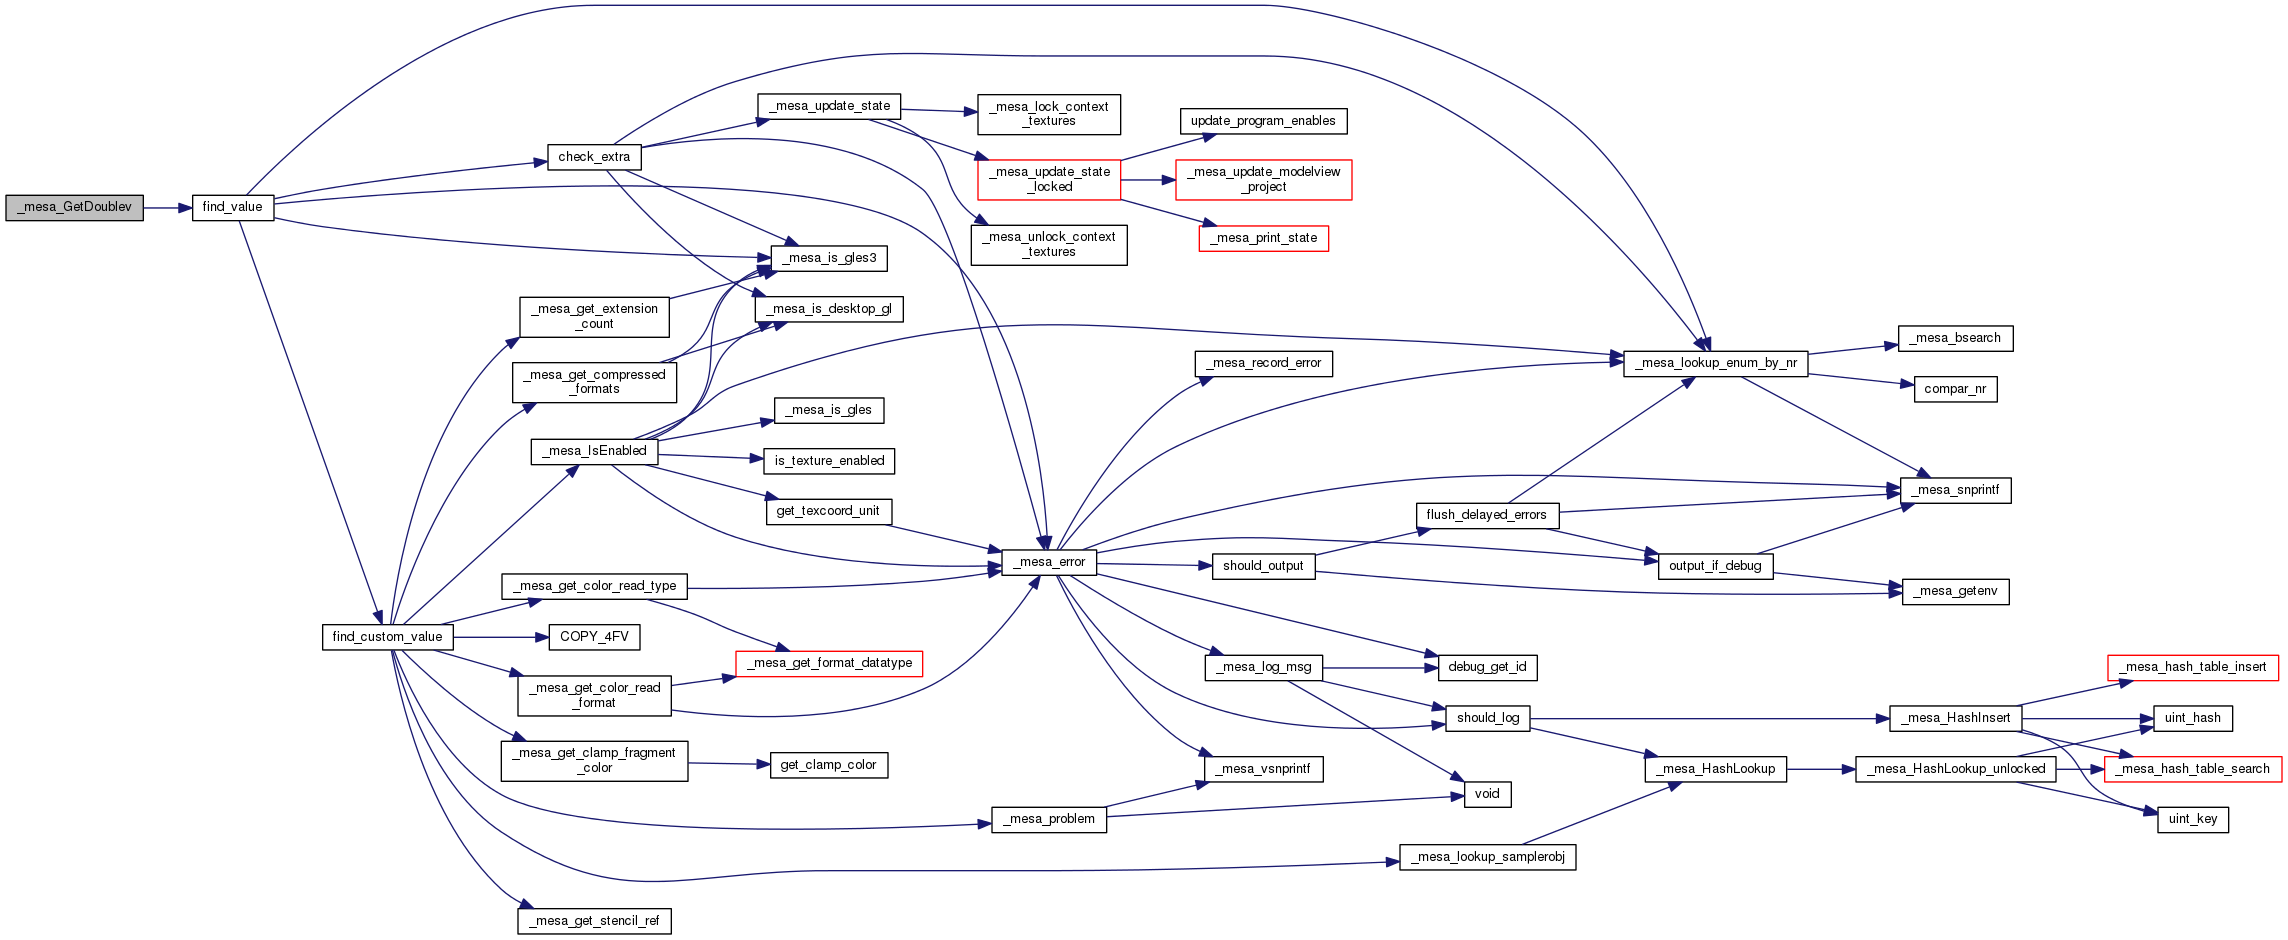 _mesa_GetDoublev
find_value
check_extra
_mesa_update_state
_mesa_lock_context
_textures
update_program_enables
_mesa_update_state
_locked
_mesa_update_modelview
_project
_mesa_unlock_context
_textures
_mesa_print_state
_mesa_is_gles3
_mesa_get_extension
_count
_mesa_is_desktop_gl
_mesa_get_compressed
_formats
_mesa_record_error
_mesa_lookup_enum_by_nr
_mesa_bsearch
compar_nr
_mesa_is_gles
_mesa_IsEnabled
is_texture_enabled
get_texcoord_unit
_mesa_snprintf
flush_delayed_errors
_mesa_error
should_output
output_if_debug
_mesa_getenv
_mesa_get_color_read_type
find_custom_value
COPY_4FV
_mesa_get_format_datatype
_mesa_get_color_read
_format
_mesa_log_msg
debug_get_id
_mesa_hash_table_insert
should_log
_mesa_HashInsert
uint_hash
_mesa_get_clamp_fragment
_color
get_clamp_color
_mesa_vsnprintf
_mesa_HashLookup
_mesa_HashLookup_unlocked
_mesa_hash_table_search
void
_mesa_problem
uint_key
_mesa_lookup_samplerobj
_mesa_get_stencil_ref